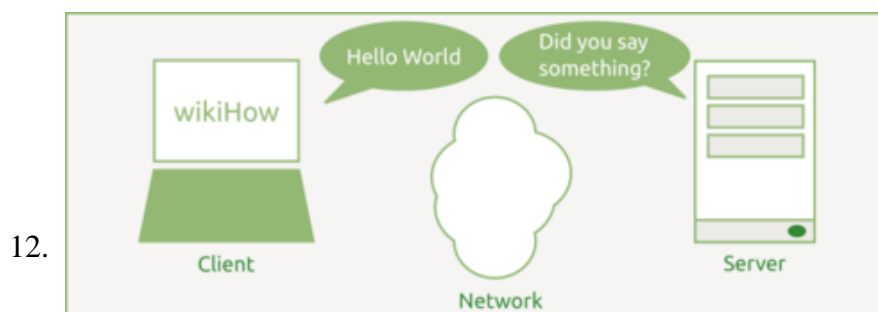 Hello World
Did you say
something?
wikiHow
12.
Client
Server
Network